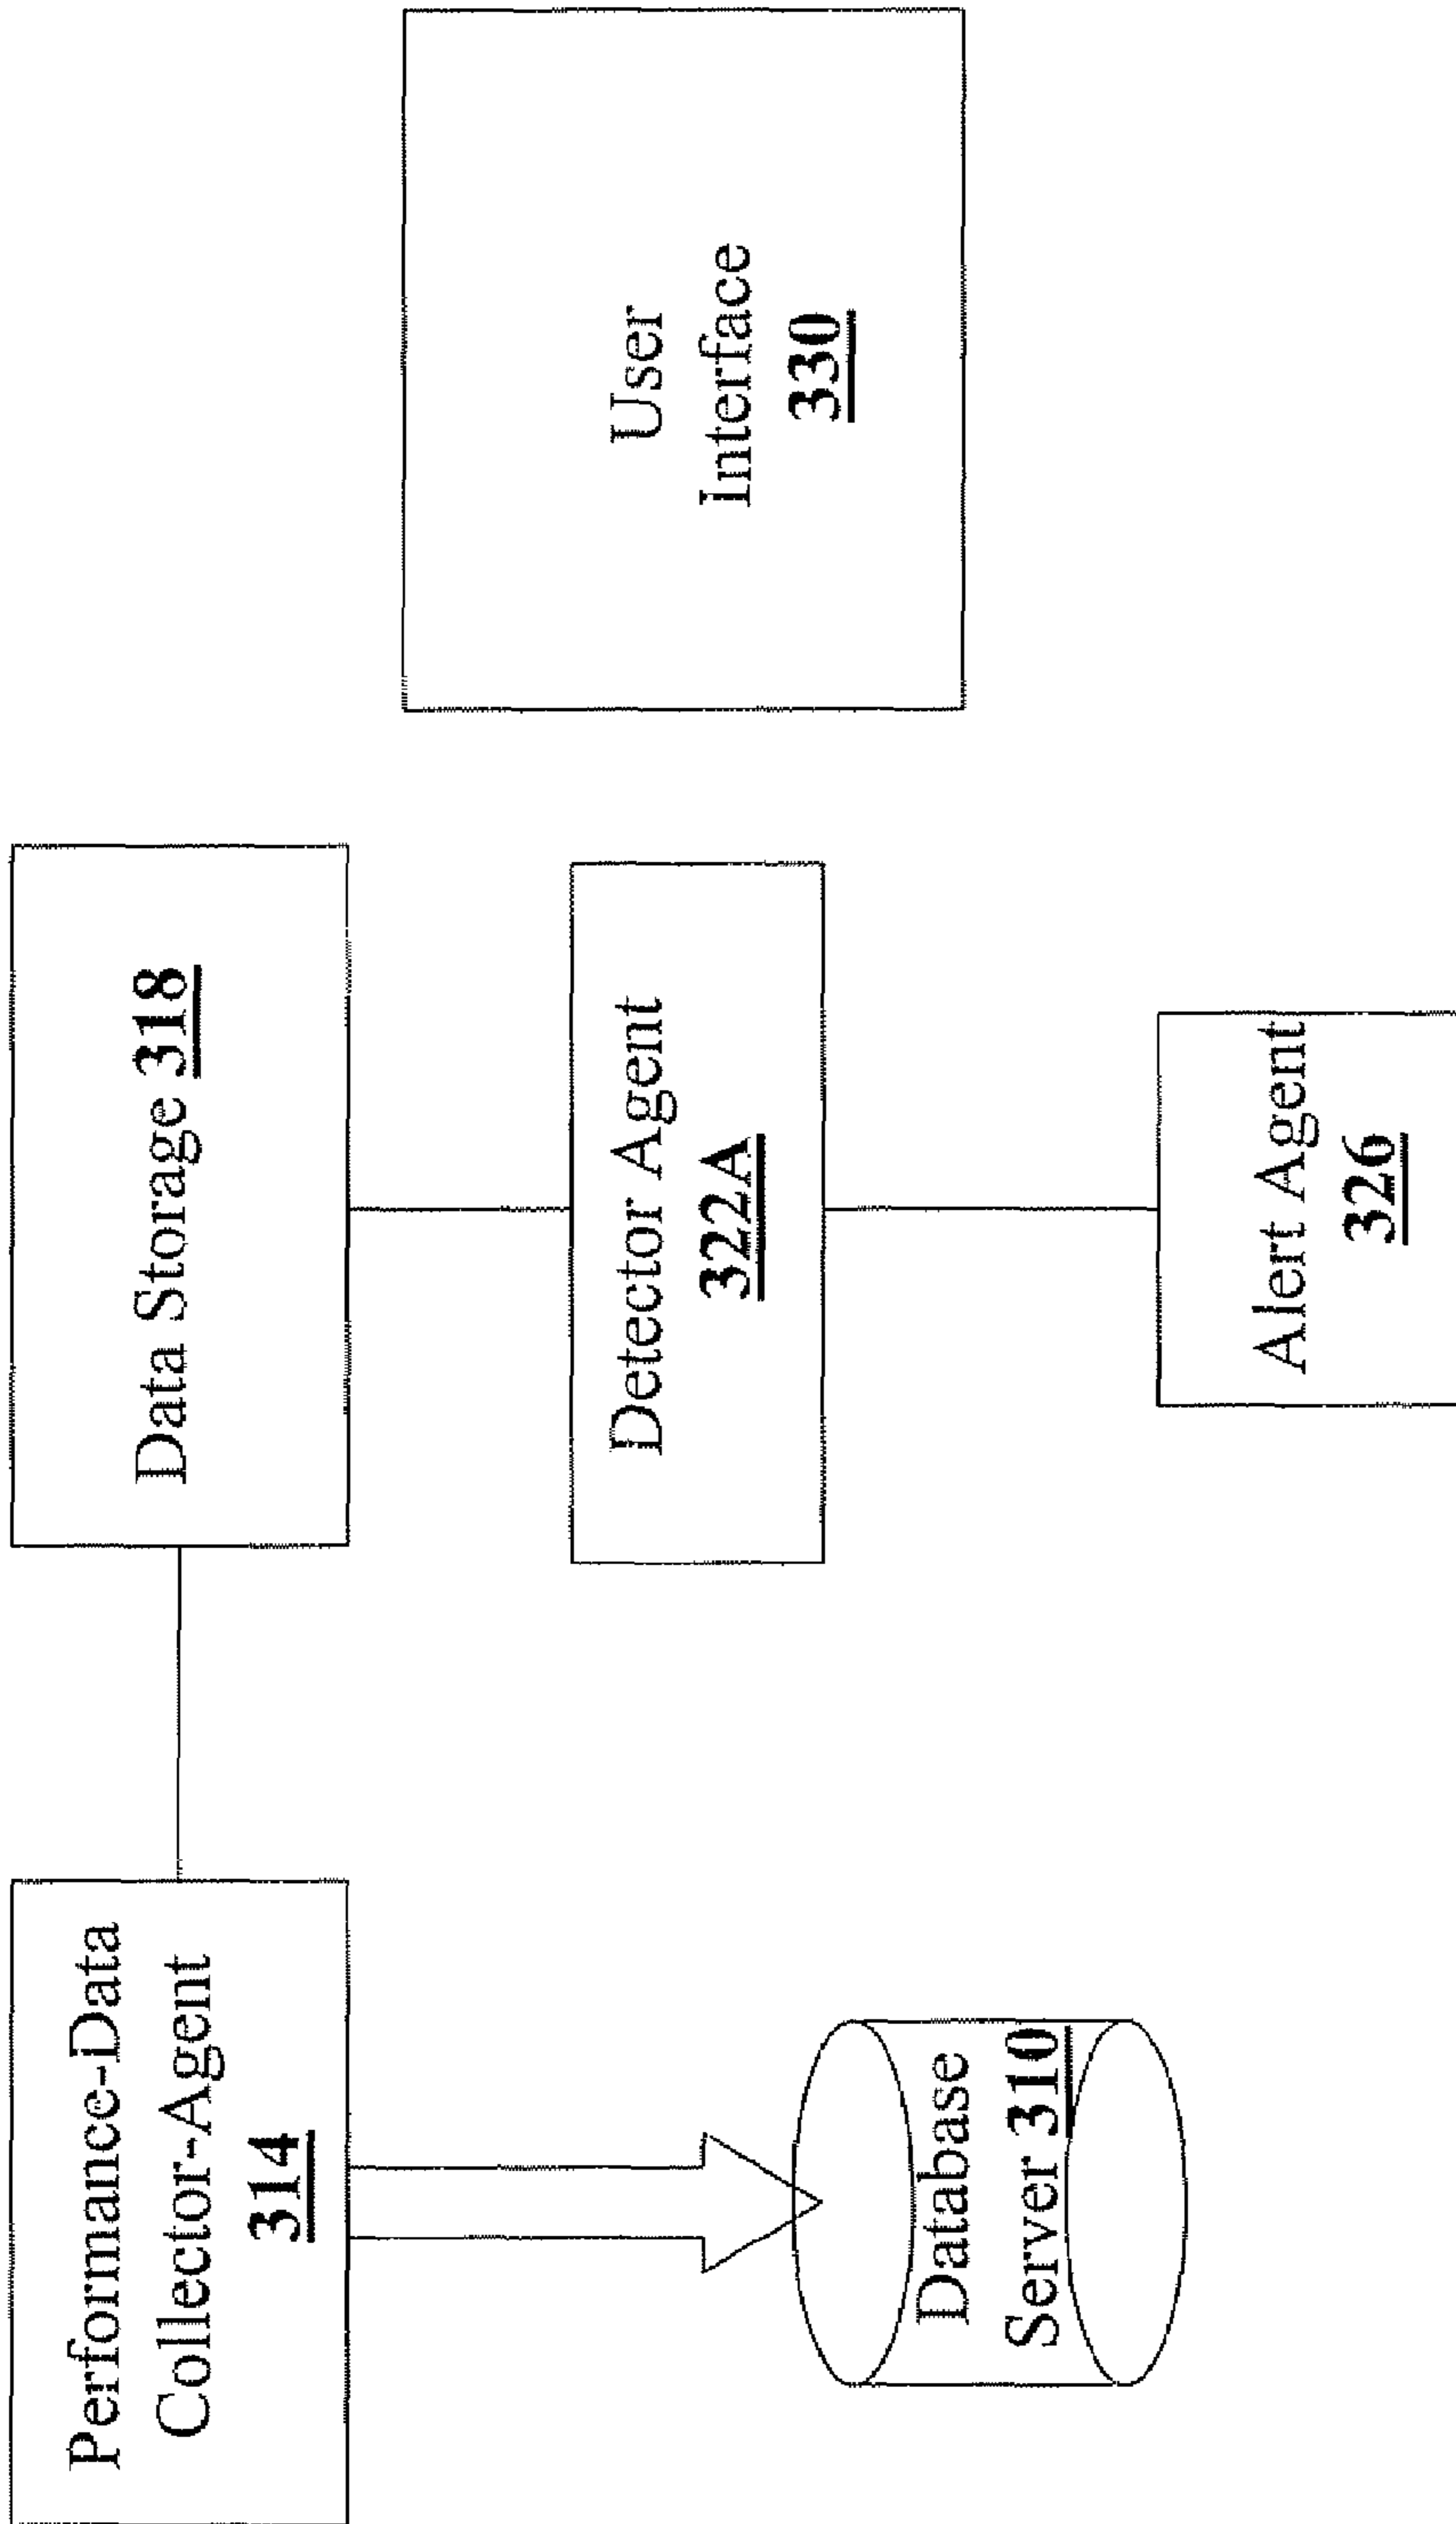 Performance-Data
Collector-Agent
314
Data Storage 318
Detector Agent
322A
User
Interface
330
Database
Server 310
Alert Agent
326